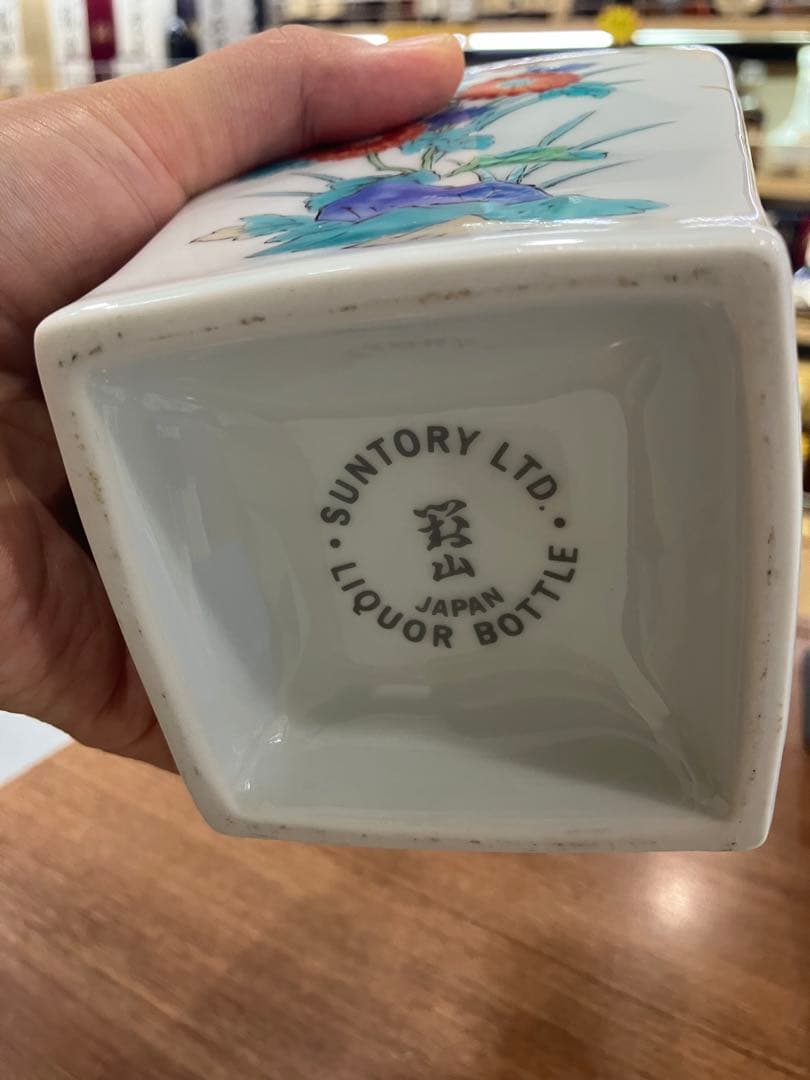 · SUNTORY LTD. ·
JAPAN
LIQUOR BOTTLE